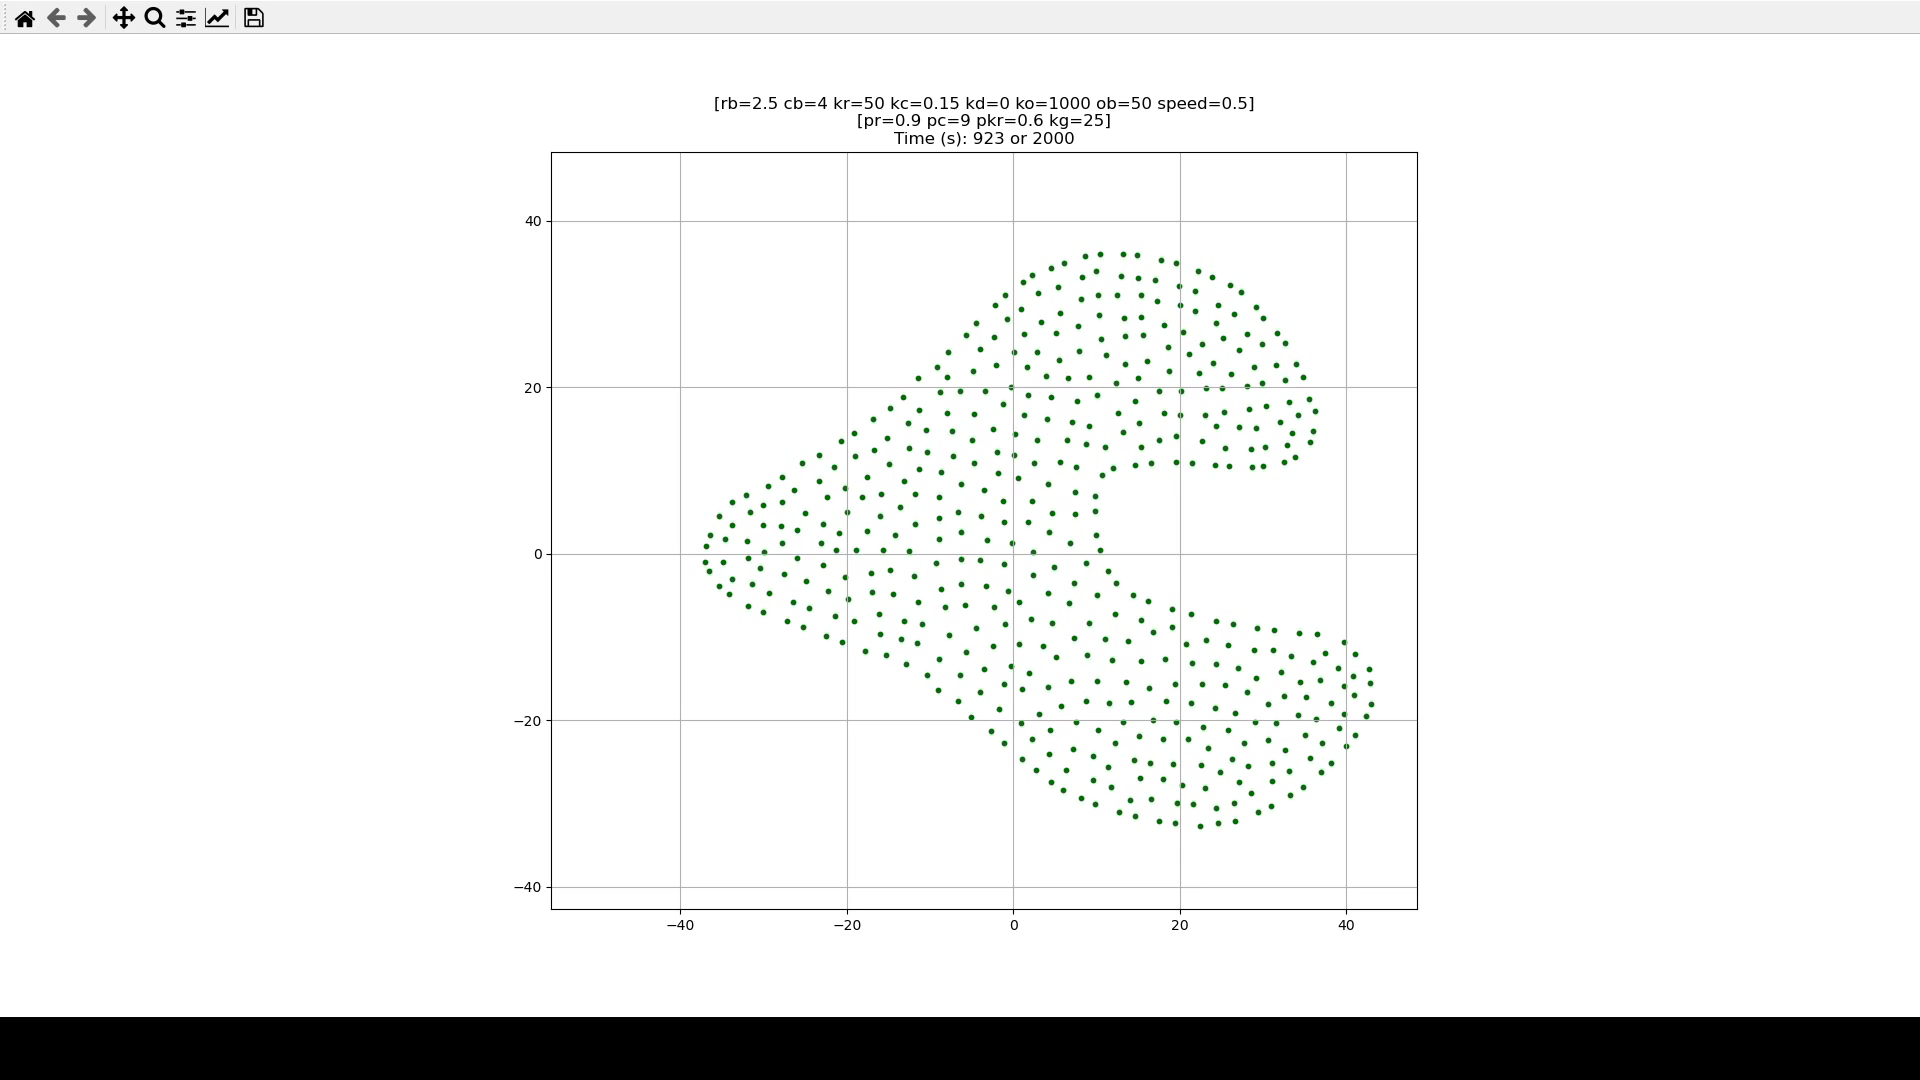 [rb=2.5 cb=4 kr=50 kc=0.15 kd=0 ko=1000 ob=50 speed=0.5]
[pr=0.9 pc=9 pkr=0.6 kg=25]
Time (s): 923 or 2000
40
20
0
−20
−40
−40 −20 0 20 40